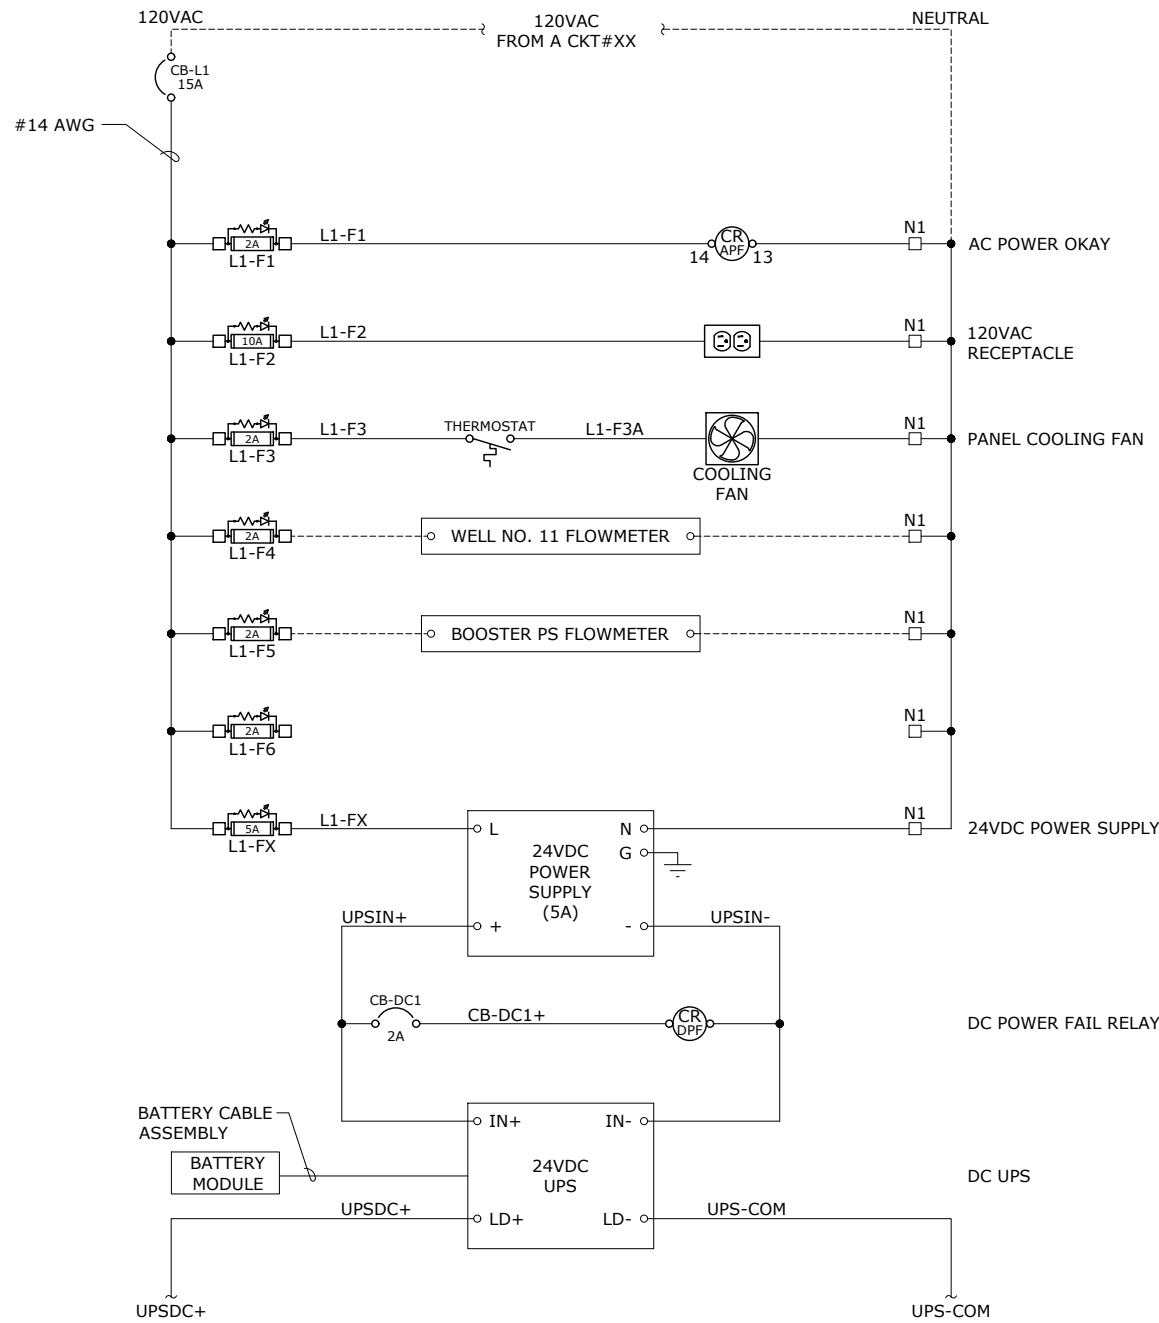 120VAC
120VAC
FROM A CKT#XX
NEUTRAL
CB-L1
15A
#14 AWG
2A
L1-F1
L1-F1
CR
APF
14
13
N1
AC POWER OKAY
10A
L1-F2
L1-F2
N1
120VAC
RECEPTACLE
2A
L1-F3
L1-F3
THERMOSTAT
L1-F3A
COOLING
FAN
N1
PANEL COOLING FAN
2A
L1-F4
WELL NO. 11 FLOWMETER
N1
2A
L1-F5
BOOSTER PS FLOWMETER
N1
2A
L1-F6
N1
5A
L1-FX
L1-FX
L
N
G
24VDC
POWER
SUPPLY
(5A)
+
-
N1
24VDC POWER SUPPLY
UPSIN+
UPSIN-
CB-DC1
2A
CB-DC1+
CR
DPF
DC POWER FAIL RELAY
BATTERY CABLE
ASSEMBLY
BATTERY
MODULE
IN+
IN-
24VDC
UPS
LD+
LD-
DC UPS
UPSDC+
UPS-COM
UPSDC+
UPS-COM